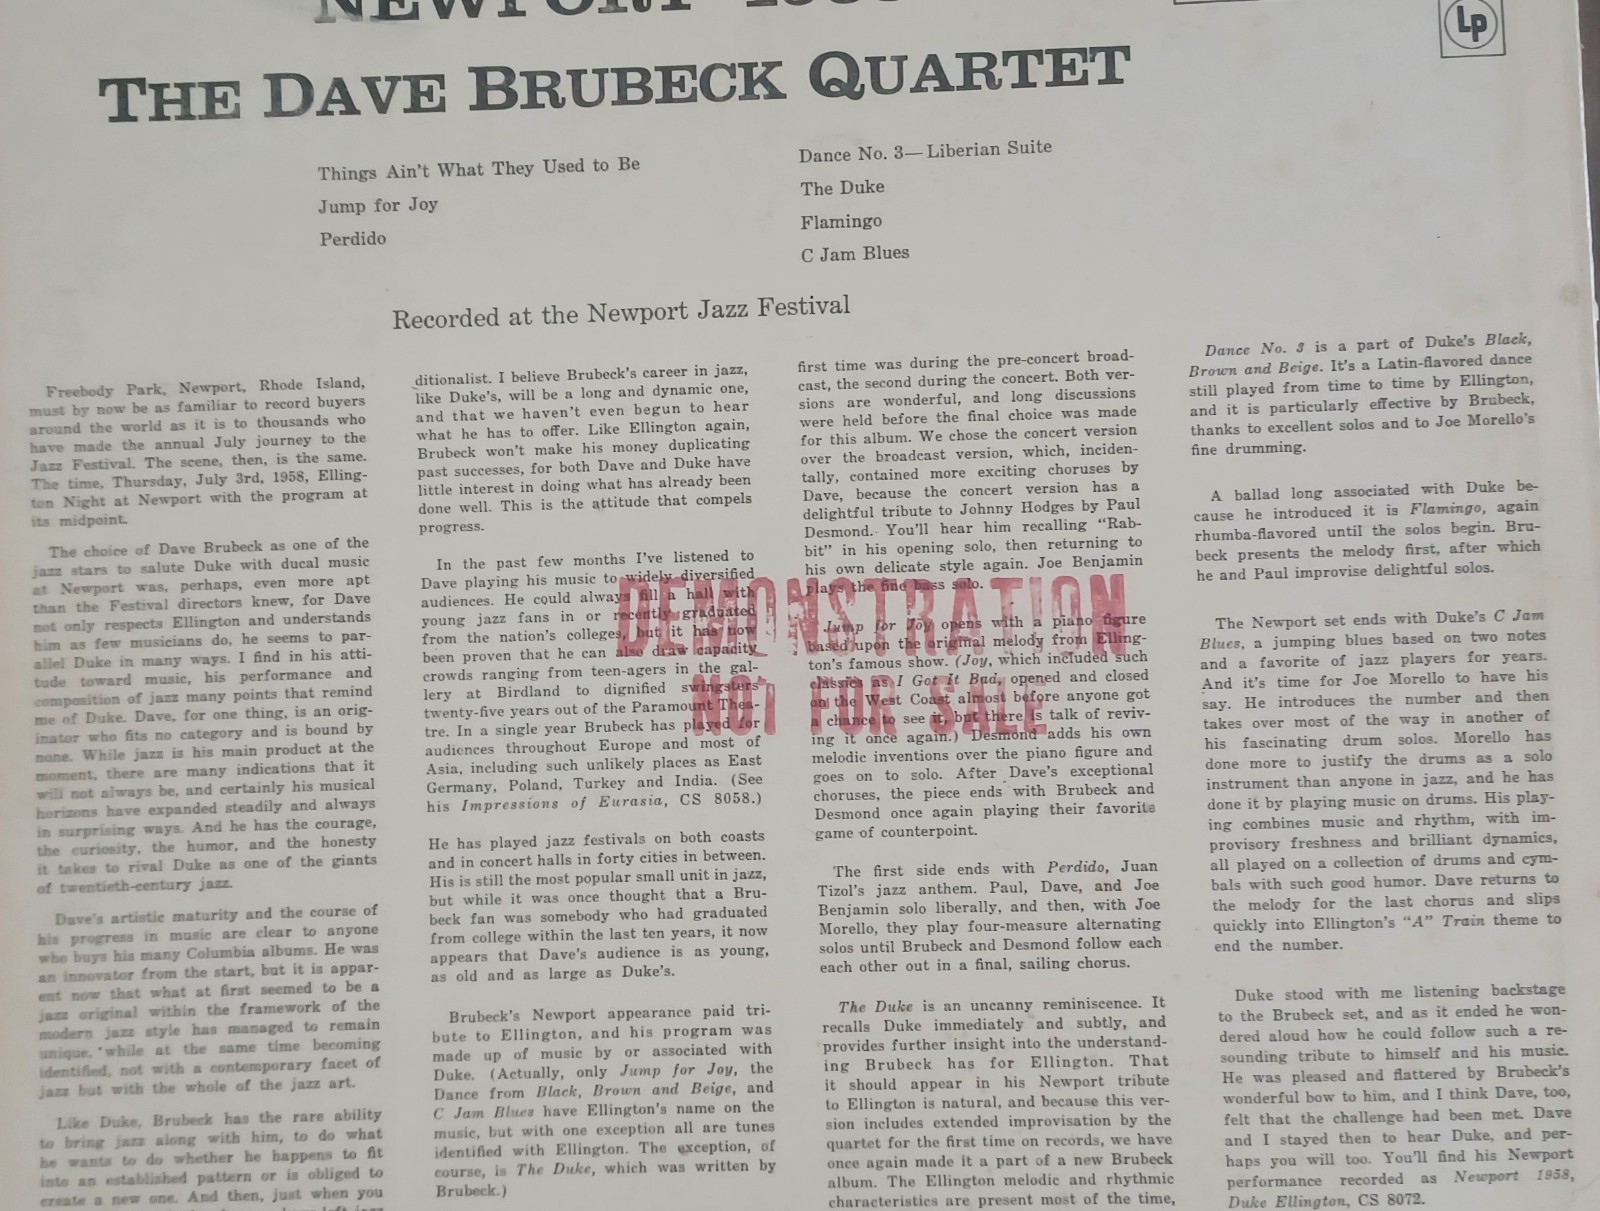 NEWPORT 1958
Lp
THE DAVE BRUBECK QUARTET
Things Ain't What They Used to Be
Jump for Joy
Perdido
Dance No. 3—Liberian Suite
The Duke
Flamingo
C Jam Blues
Recorded at the Newport Jazz Festival
Freebody Park, Newport, Rhode Island,
must by now be as familiar to record buyers
around the world as it is to thousands who
have made the annual July journey to the
Jazz Festival. The scene, then, is the same.
The time, Thursday, July 3rd, 1958, Elling-
ton Night at Newport with the program at
its midpoint.
The choice of Dave Brubeck as one of the
jazz stars to salute Duke with ducal music
at Newport was, perhaps, even more apt
than the Festival directors knew, for Dave
not only respects Ellington and understands
him as few musicians do, he seems to par-
allel Duke in many ways. I find in his atti-
tude toward music, his performance and
composition of jazz many points that remind
me of Duke. Dave, for one thing, is an orig-
inator who fits no category and is bound by
none. While jazz is his main product at the
moment, there are many indications that it
will not always be, and certainly his musical
horizons have expanded steadily and always
in surprising ways. And he has the courage,
the curiosity, the humor, and the honesty
it takes to rival Duke as one of the giants
of twentieth-century jazz.
Dave's artistic maturity and the course of
his progress in music are clear to anyone
who buys his many Columbia albums. He was
an innovator from the start, but it is appar-
ent now that what at first seemed to be a
jazz original within the framework of the
modern jazz style has managed to remain
unique, while at the same time becoming
identified, not with a contemporary facet of
jazz but with the whole of the jazz art.
Like Duke, Brubeck has the rare ability
to bring jazz along with him, to do what
he wants to do whether he happens to fit
into an established pattern or is obliged to
create a new one. And then, just when you
ditionalist. I believe Brubeck's career in jazz,
like Duke's, will be a long and dynamic one,
and that we haven't even begun to hear
what he has to offer. Like Ellington again,
Brubeck won't make his money duplicating
past successes, for both Dave and Duke have
little interest in doing what has already been
done well. This is the attitude that compels
progress.
In the past few months I've listened to
Dave playing his music to widely diversified
audiences. He could always fill a hall with
young jazz fans in or recently graduated
from the nation's colleges, but it has now
been proven that he can also draw capacity
crowds ranging from teen-agers in the gal-
lery at Birdland to dignified swingsters
twenty-five years out of the Paramount Thea-
tre. In a single year Brubeck has played for
audiences throughout Europe and most of
Asia, including such unlikely places as East
Germany, Poland, Turkey and India. (See
his Impressions of Eurasia, CS 8058.)
He has played jazz festivals on both coasts
and in concert halls in forty cities in between.
His is still the most popular small unit in jazz,
but while it was once thought that a Bru-
beck fan was somebody who had graduated
from college within the last ten years, it now
appears that Dave's audience is as young,
as old and as large as Duke's.
Brubeck's Newport appearance paid tri-
bute to Ellington, and his program was
made up of music by or associated with
Duke. (Actually, only Jump for Joy, the
Dance from Black, Brown and Beige, and
C Jam Blues have Ellington's name on the
music, but with one exception all are tunes
identified with Ellington. The exception, of
course, is The Duke, which was written by
Brubeck.)
first time was during the pre-concert broad-
cast, the second during the concert. Both ver-
sions are wonderful, and long discussions
were held before the final choice was made
for this album. We chose the concert version
over the broadcast version, which, inciden-
tally, contained more exciting choruses by
Dave, because the concert version has a
delightful tribute to Johnny Hodges by Paul
Desmond. You'll hear him recalling "Rab-
bit" in his opening solo, then returning to
his own delicate style again. Joe Benjamin
plays the fine bass solo.
Jump for Joy opens with a piano figure
based upon the original melody from Elling-
ton's famous show. (Joy, which included such
classics as I Got It Bad, opened and closed
on the West Coast almost before anyone got
a chance to see it, but there is talk of reviv-
ing it once again.) Desmond adds his own
melodic inventions over the piano figure and
goes on to solo. After Dave's exceptional
choruses, the piece ends with Brubeck and
Desmond once again playing their favorite
game of counterpoint.
The first side ends with Perdido, Juan
Tizol's jazz anthem. Paul, Dave, and Joe
Benjamin solo liberally, and then, with Joe
Morello, they play four-measure alternating
solos until Brubeck and Desmond follow each
each other out in a final, sailing chorus.
The Duke is an uncanny reminiscence. It
recalls Duke immediately and subtly, and
provides further insight into the understand-
ing Brubeck has for Ellington. That
it should appear in his Newport tribute
to Ellington is natural, and because this ver-
sion includes extended improvisation by the
quartet for the first time on records, we have
once again made it a part of a new Brubeck
album. The Ellington melodic and rhythmic
characteristics are present most of the time,
Dance No. 3 is a part of Duke's Black,
Brown and Beige. It's a Latin-flavored dance
still played from time to time by Ellington,
and it is particularly effective by Brubeck,
thanks to excellent solos and to Joe Morello's
fine drumming.
A ballad long associated with Duke be-
cause he introduced it is Flamingo, again
rhumba-flavored until the solos begin. Bru-
beck presents the melody first, after which
he and Paul improvise delightful solos.
The Newport set ends with Duke's C Jam
Blues, a jumping blues based on two notes
and a favorite of jazz players for years.
And it's time for Joe Morello to have his
say. He introduces the number and then
takes over most of the way in another of
his fascinating drum solos. Morello has
done more to justify the drums as a solo
instrument than anyone in jazz, and he has
done it by playing music on drums. His play-
ing combines music and rhythm, with im-
provisory freshness and brilliant dynamics,
all played on a collection of drums and cym-
bals with such good humor. Dave returns to
the melody for the last chorus and slips
quickly into Ellington's "A" Train theme to
end the number.
Duke stood with me listening backstage
to the Brubeck set, and as it ended he won-
dered aloud how he could follow such a re-
sounding tribute to himself and his music.
He was pleased and flattered by Brubeck's
wonderful bow to him, and I think Dave, too,
felt that the challenge had been met. Dave
and I stayed then to hear Duke, and per-
haps you will too. You'll find his Newport
performance recorded as Newport 1958,
Duke Ellington, CS 8072.
DEMONSTRATION
NOT FOR SALE